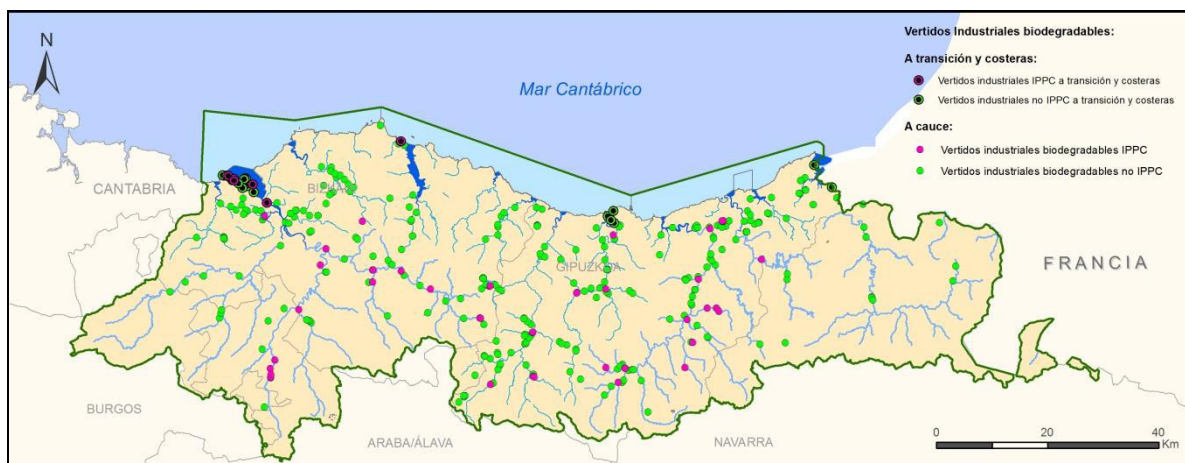 N
Mar Cantábrico
Vertidos Industriales biodegradables:
A transición y costeras:
Vertidos industriales IPPC a transición y costeras
Vertidos industriales no IPPC a transición y costeras
A cauce:
Vertidos industriales biodegradables IPPC
Vertidos industriales biodegradables no IPPC
CANTABRIA
BIZKAIA
GIPUZKOA
FRANCIA
BURGOS
ARABA/ÁLAVA
NAVARRA
0 20 40
Km